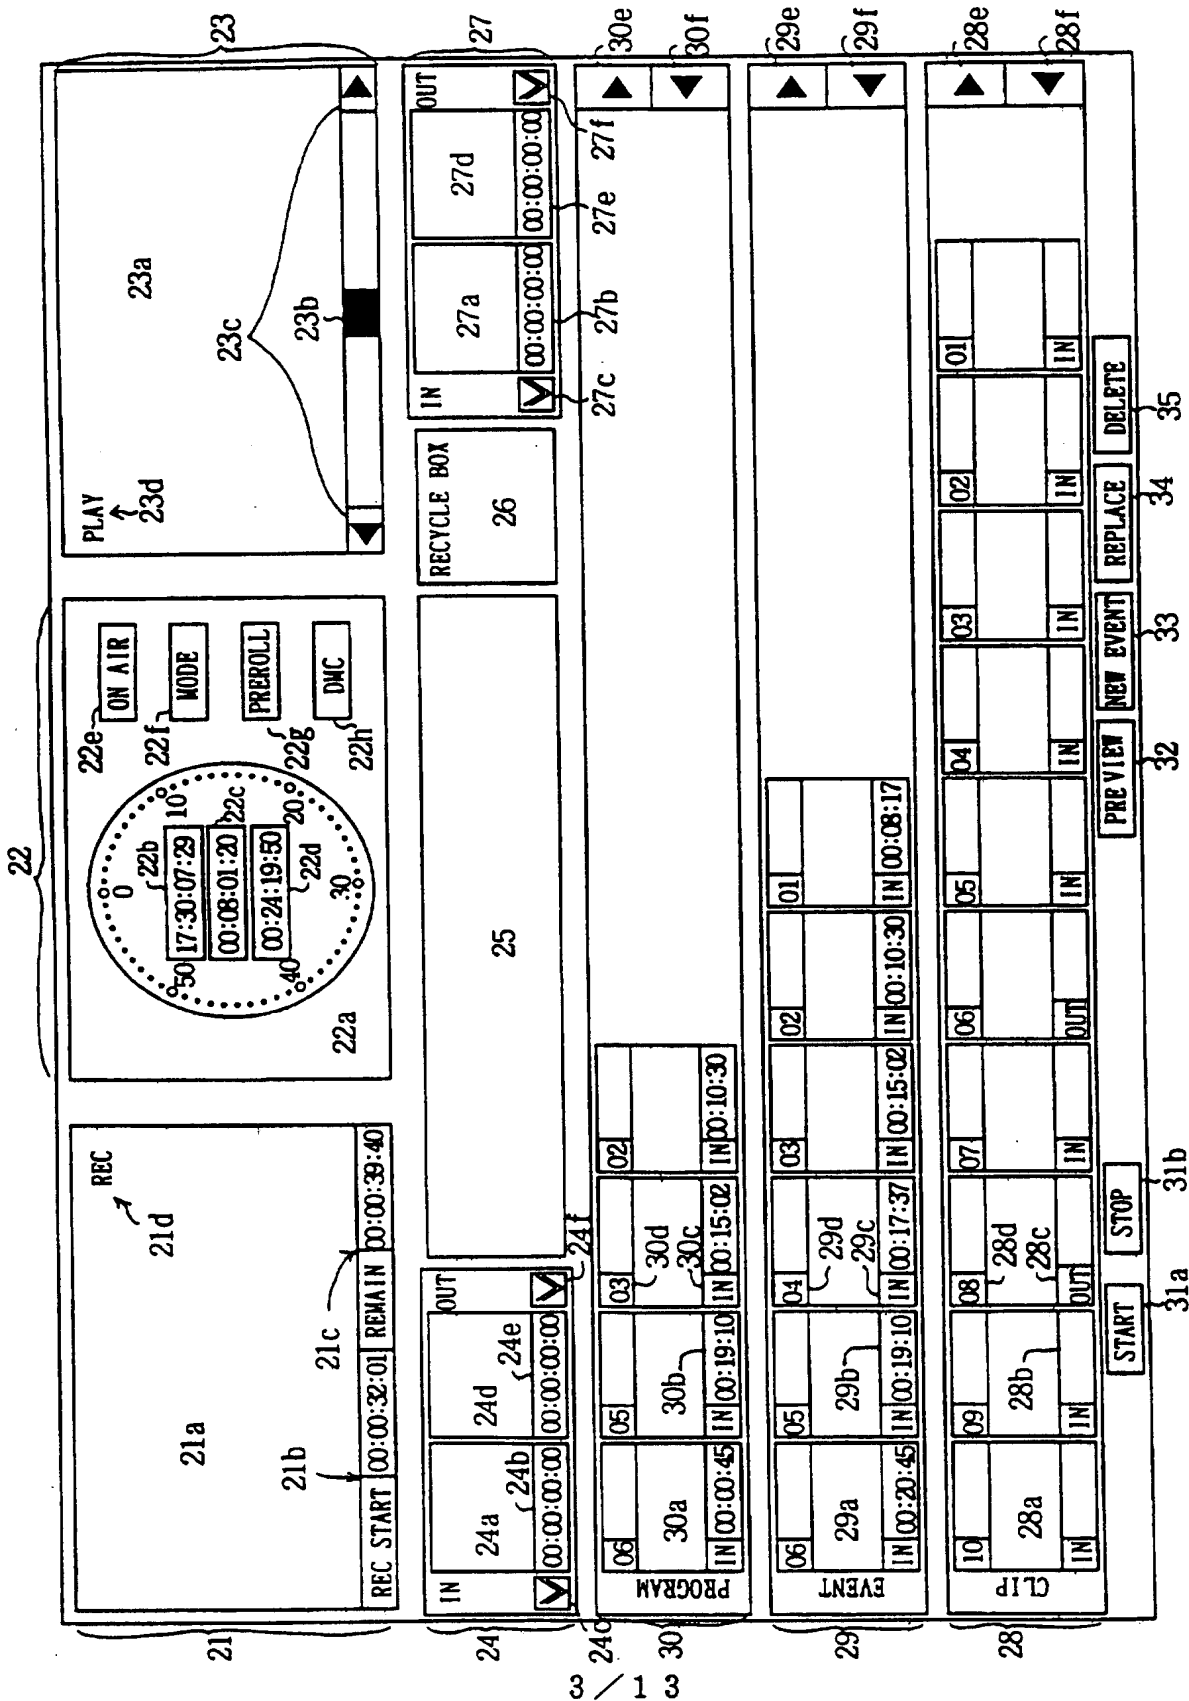 21
22
23
21a
REC
21d
21b
21c
REC START
00:00:32:01
REMAIN
00:00:39:40
22a
0
10
20
30
40
50
22b
17:30:07:29
22c
00:08:01:20
00:24:19:50
22d
22e
ON AIR
22f
MODE
22g
PREROLL
22h
DMC
PLAY
23d
23a
23c
23b
24
IN
24a
24b
00:00:00:00
24c
24d
24e
00:00:00:00
OUT
24f
25
RECYCLE BOX
26
27
IN
27a
00:00:00:00
27b
27c
27d
00:00:00:00
27e
OUT
27f
30
PROGRAM
06
30a
IN 00:00:45
05
30b
IN 00:19:10
03
30d
30c
IN 00:15:02
02
IN 00:10:30
30e
30f
29
EVENT
06
29a
IN 00:20:45
05
29b
IN 00:19:10
04
29d
29c
IN 00:17:37
03
IN 00:15:02
02
IN 00:10:30
01
IN 00:08:17
29e
29f
28
CLIP
10
28a
IN
09
28b
IN
08
28d
28c
OUT
07
IN
06
OUT
05
IN
04
IN
03
IN
02
IN
01
IN
28e
28f
START
31a
STOP
31b
PREVIEW
32
NEW EVENT
33
REPLACE
34
DELETE
35
3 / 13